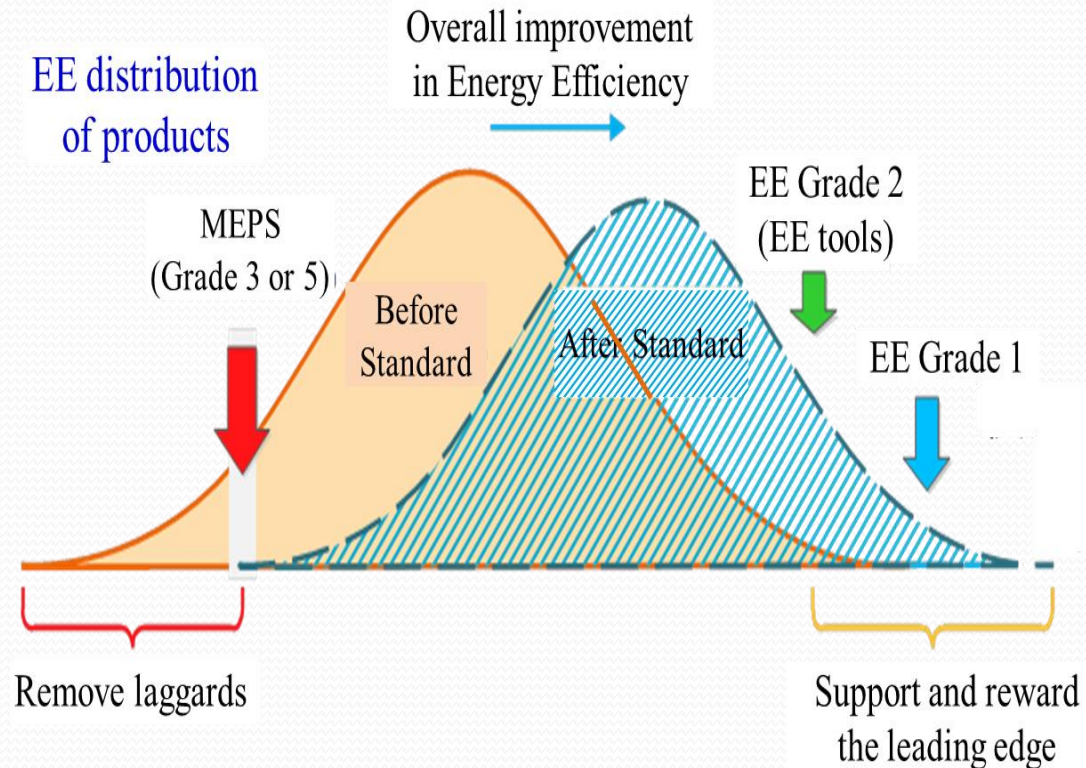 Overall improvement
in Energy Efficiency
EE distribution
of products
EE Grade 2
(EE tools)
MEPS
(Grade 3 or 5)
Before
Standard
After Standard
EE Grade 1
Remove laggards
Support and reward
the leading edge